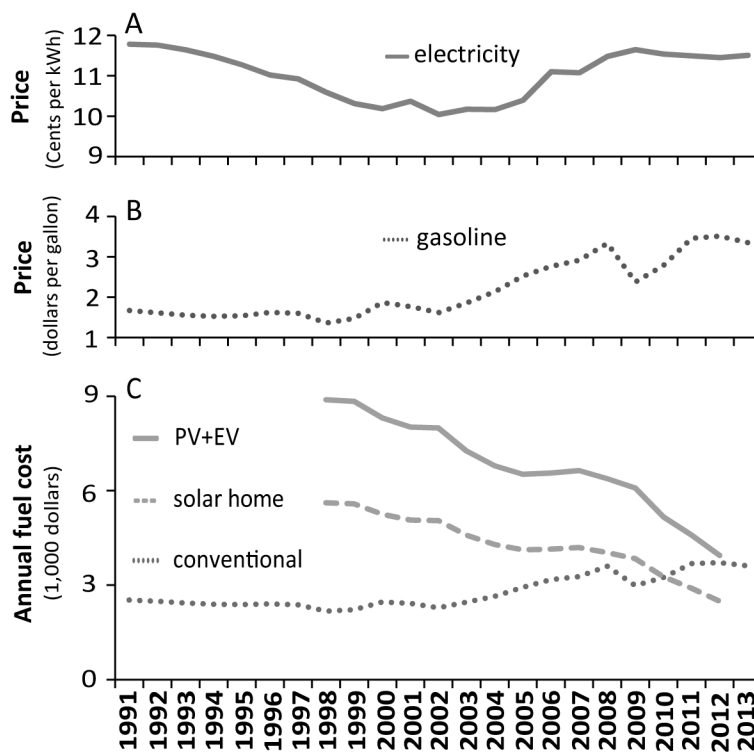 A
12
11
10
9
Price
(Cents per kWh)
electricity
B
4
3
2
1
Price
(dollars per gallon)
gasoline
C
9
6
3
0
Annual fuel cost
(1,000 dollars)
PV+EV
solar home
conventional
1991
1992
1993
1994
1995
1996
1997
1998
1999
2000
2001
2002
2003
2004
2005
2006
2007
2008
2009
2010
2011
2012
2013